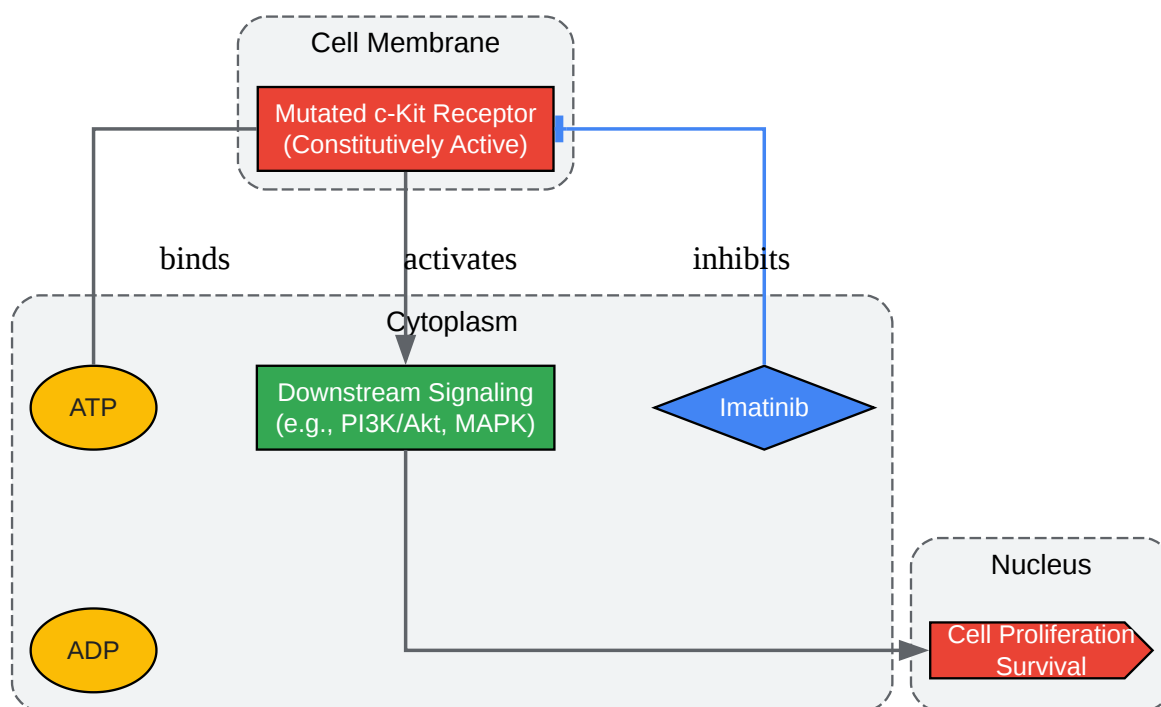 Cell Membrane
Mutated c-Kit Receptor
(Constitutively Active)
binds
activates
inhibits
Cytoplasm
ATP
Downstream Signaling
(e.g., PI3K/Akt, MAPK)
Imatinib
Nucleus
ADP
Cell Proliferation
Survival